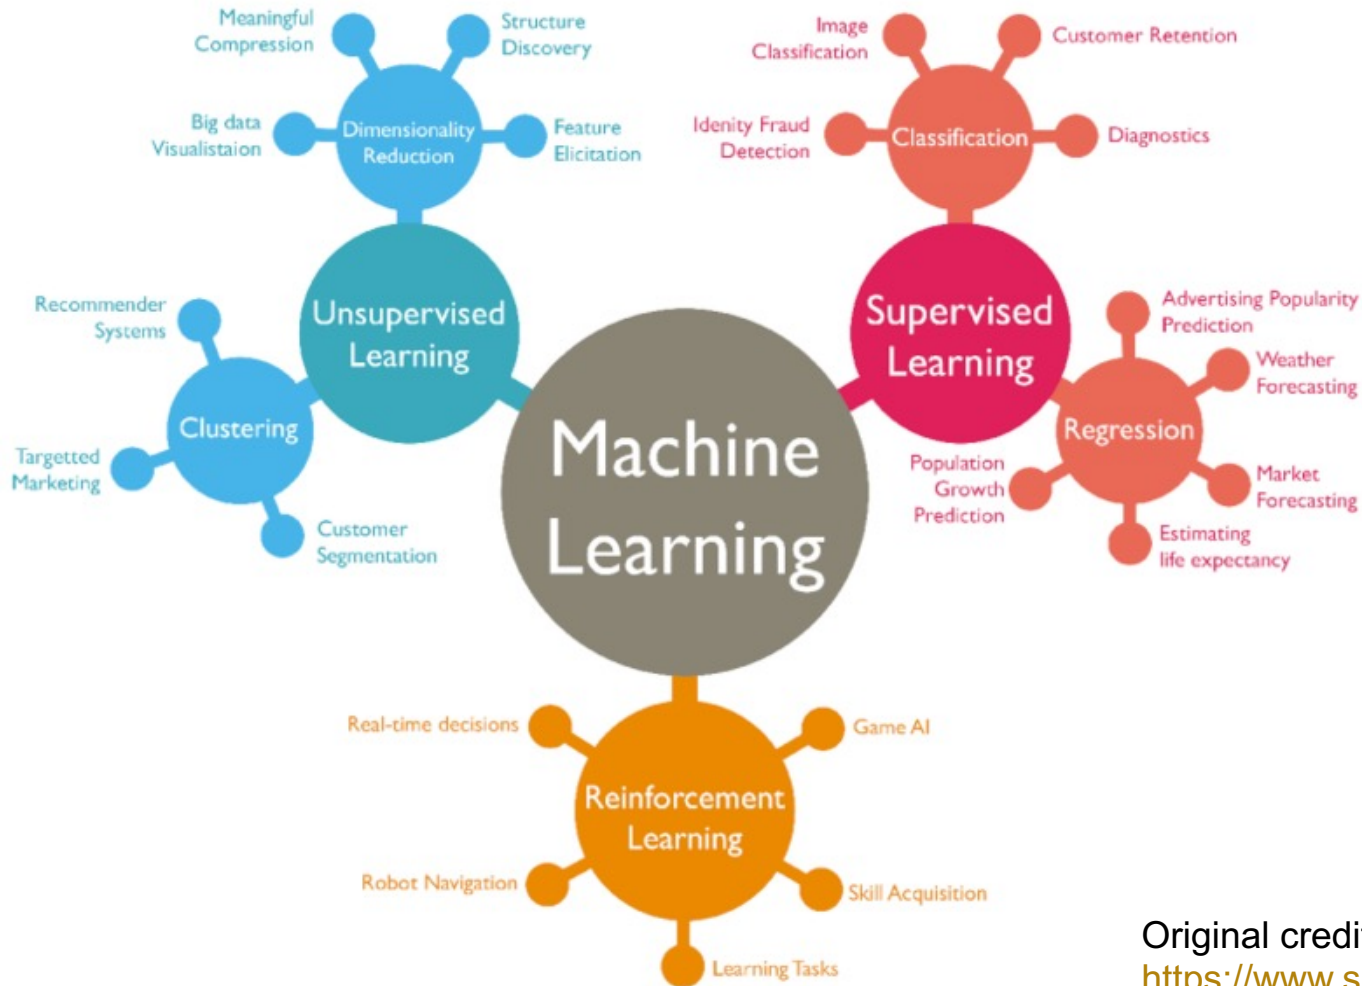 Meaningful
Compression
Structure
Discovery
Big data
Visualistaion
Dimensionality
Reduction
Feature
Elicitation
Image
Classification
Customer Retention
Idenity Fraud
Detection
Classification
Diagnostics
Unsupervised
Learning
Supervised
Learning
Recommender
Systems
Clustering
Targetted
Marketing
Customer
Segmentation
Machine
Learning
Advertising Popularity
Prediction
Weather
Forecasting
Regression
Population
Growth
Prediction
Market
Forecasting
Estimating
life expectancy
Real-time decisions
Game AI
Reinforcement
Learning
Robot Navigation
Skill Acquisition
Learning Tasks
Original credi